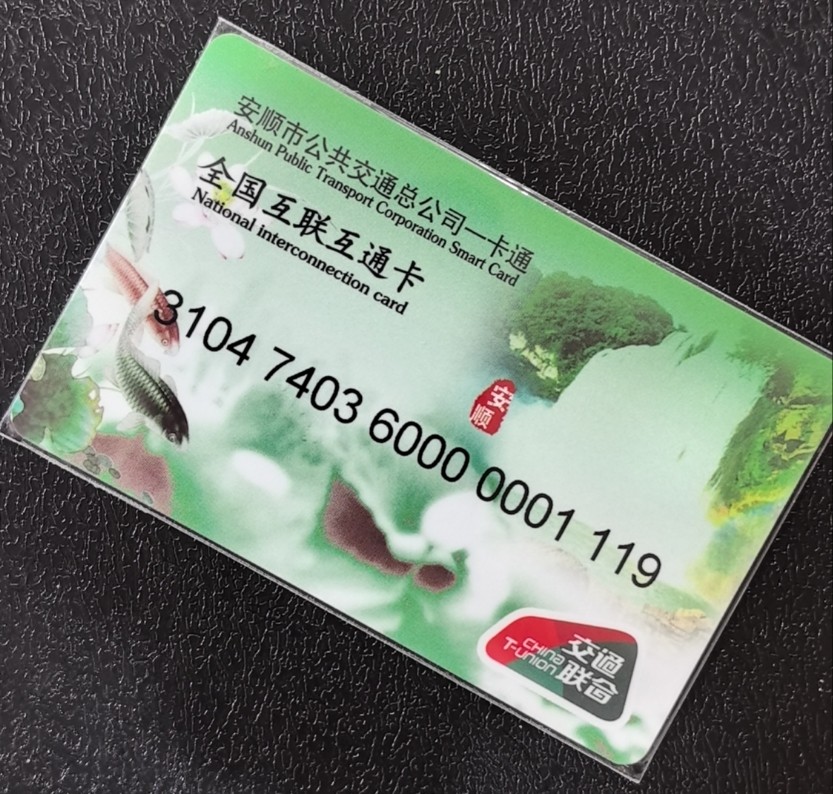 安顺市公共交通总公司一卡通
Anshun Public Transport Corporation Smart Card
全国互联互通卡
National interconnection card
3104 7403 6000 0001 119
安顺
交通
联合
CHINA
T-UNION